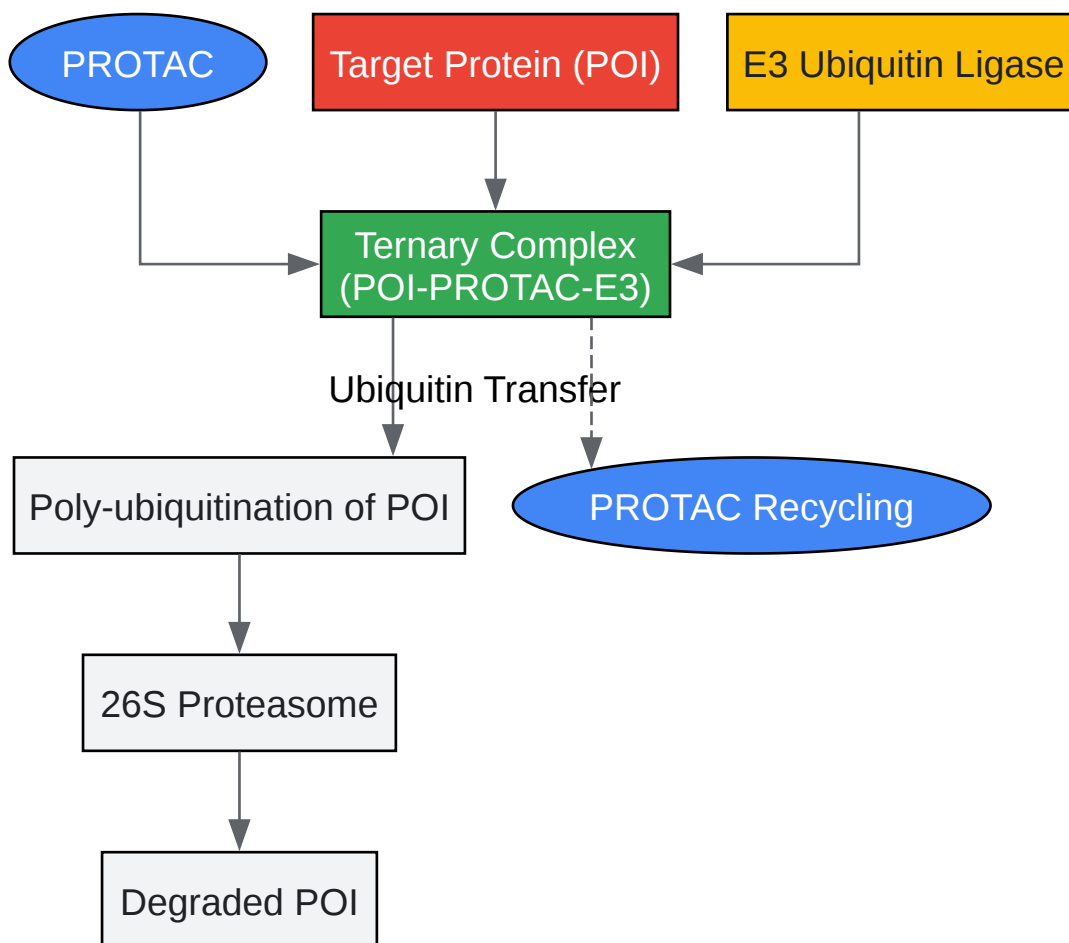 PROTAC
Target Protein (POI)
E3 Ubiquitin Ligase
Ternary Complex
(POI-PROTAC-E3)
Ubiquitin Transfer
Poly-ubiquitination of POI
PROTAC Recycling
26S Proteasome
Degraded POI